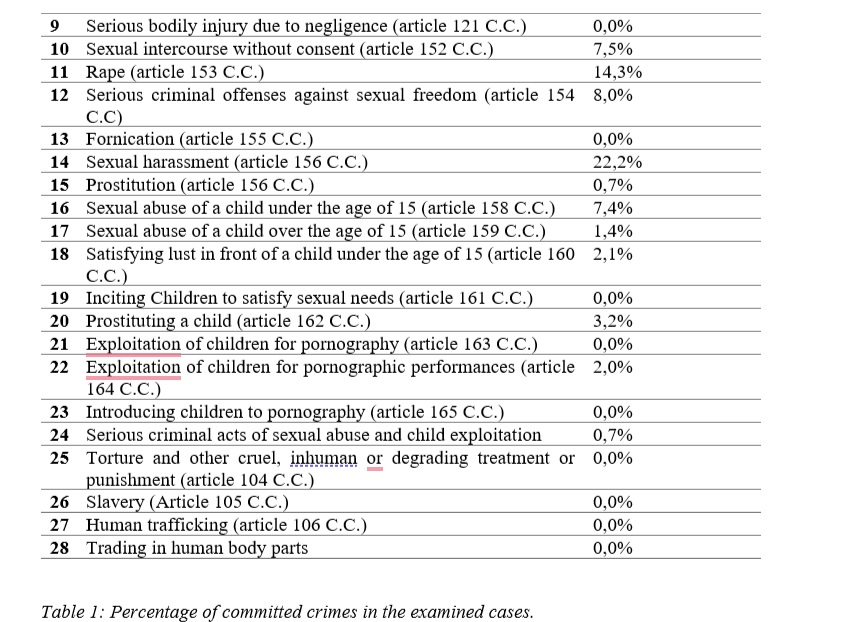 9 Serious bodily injury due to negligence (article 121 C.C.) 0,0%
10 Sexual intercourse without consent (article 152 C.C.) 7,5%
11 Rape (article 153 C.C.) 14,3%
12 Serious criminal offenses against sexual freedom (article 154 8,0%
C.C)
13 Fornication (article 155 C.C.) 0,0%
14 Sexual harassment (article 156 C.C.) 22,2%
15 Prostitution (article 156 C.C.) 0,7%
16 Sexual abuse of a child under the age of 15 (article 158 C.C.) 7,4%
17 Sexual abuse of a child over the age of 15 (article 159 C.C.) 1,4%
18 Satisfying lust in front of a child under the age of 15 (article 160 2,1%
C.C.)
19 Inciting Children to satisfy sexual needs (article 161 C.C.) 0,0%
20 Prostituting a child (article 162 C.C.) 3,2%
21 Exploitation of children for pornography (article 163 C.C.) 0,0%
22 Exploitation of children for pornographic performances (article 2,0%
164 C.C.)
23 Introducing children to pornography (article 165 C.C.) 0,0%
24 Serious criminal acts of sexual abuse and child exploitation 0,7%
25 Torture and other cruel, inhuman or degrading treatment or 0,0%
punishment (article 104 C.C.)
26 Slavery (Article 105 C.C.) 0,0%
27 Human trafficking (article 106 C.C.) 0,0%
28 Trading in human body parts 0,0%
Table 1: Percentage of committed crimes in the examined cases.